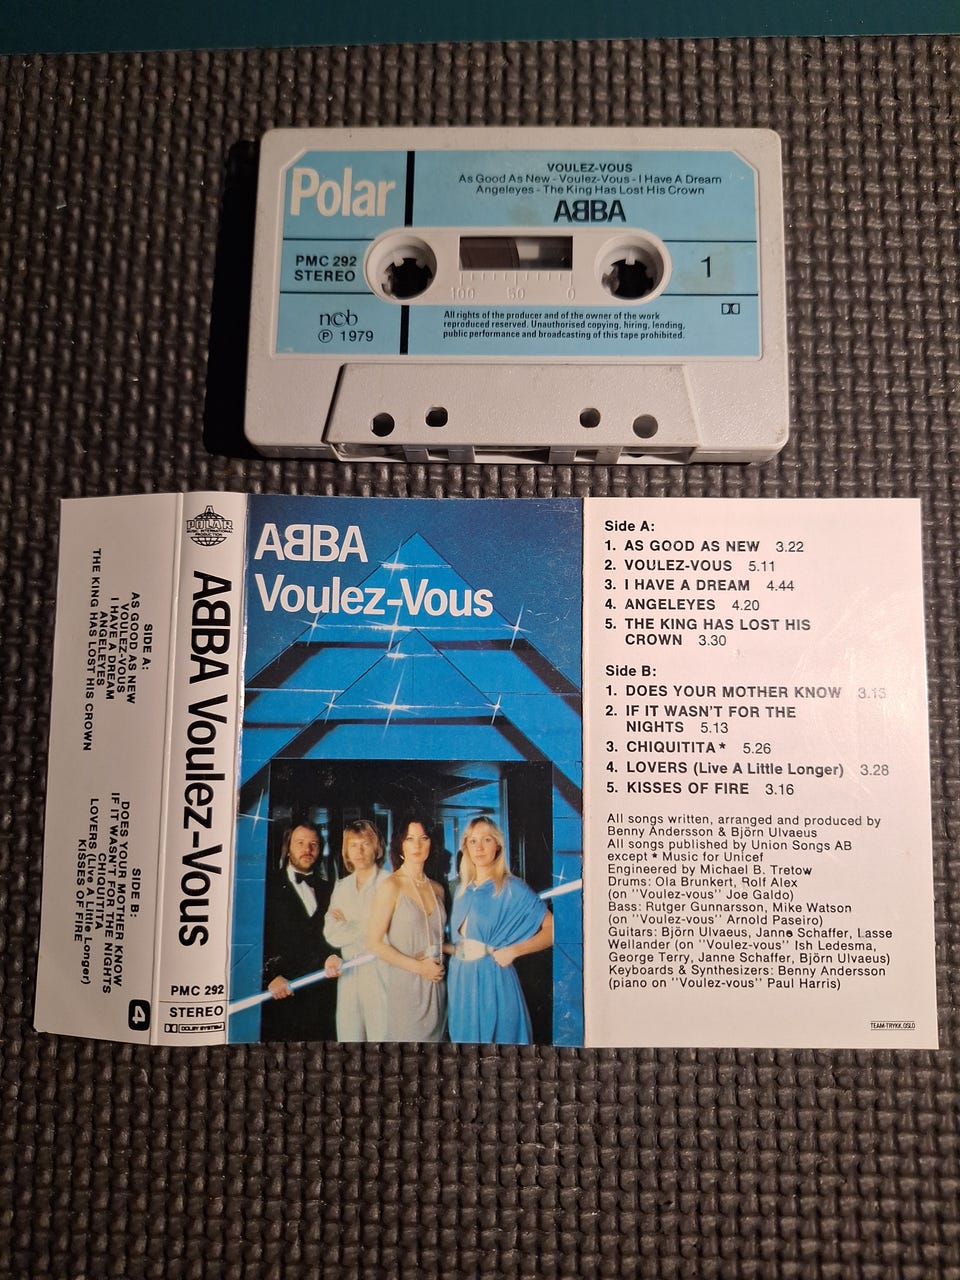 Polar
VOULEZ-VOUS
As Good As New - Voulez-Vous - I Have A Dream
Angeleyes - The King Has Lost His Crown
ABBA
PMC 292
STEREO
1
100 50 0
ncb
Ⓟ 1979
All rights of the producer and of the owner of the work
reproduced reserved. Unauthorised copying, hiring, lending,
public performance and broadcasting of this tape prohibited.
SIDE A:
AS GOOD AS NEW
VOULEZ-VOUS
I HAVE A DREAM
ANGELEYES
THE KING HAS LOST HIS CROWN
SIDE B:
DOES YOUR MOTHER KNOW
IF IT WASN'T FOR THE NIGHTS
CHIQUITITA
LOVERS (Live A Little Longer)
KISSES OF FIRE
4
A
POLAR
MUSIC INTERNATIONAL
PRODUCTION
ABBA Voulez-Vous
PMC 292
STEREO
DOLBY SYSTEM
ABBA
Voulez-Vous
Side A:
1. AS GOOD AS NEW 3.22
2. VOULEZ-VOUS 5.11
3. I HAVE A DREAM 4.44
4. ANGELEYES 4.20
5. THE KING HAS LOST HIS
CROWN 3.30
Side B:
1. DOES YOUR MOTHER KNOW 3.13
2. IF IT WASN'T FOR THE
NIGHTS 5.13
3. CHIQUITITA* 5.26
4. LOVERS (Live A Little Longer) 3.28
5. KISSES OF FIRE 3.16
All songs written, arranged and produced by
Benny Andersson & Björn Ulvaeus
All songs published by Union Songs AB
except * Music for Unicef
Engineered by Michael B. Tretow
Drums: Ola Brunkert, Rolf Alex
(on "Voulez-vous" Joe Galdo)
Bass: Rutger Gunnarsson, Mike Watson
(on "Voulez-vous" Arnold Paseiro)
Guitars: Björn Ulvaeus, Janne Schaffer, Lasse
Wellander (on "Voulez-vous" Ish Ledesma,
George Terry, Janne Schaffer, Björn Ulvaeus)
Keyboards & Synthesizers: Benny Andersson
(piano on "Voulez-vous" Paul Harris)
TEAM-TRYKK, OSLO